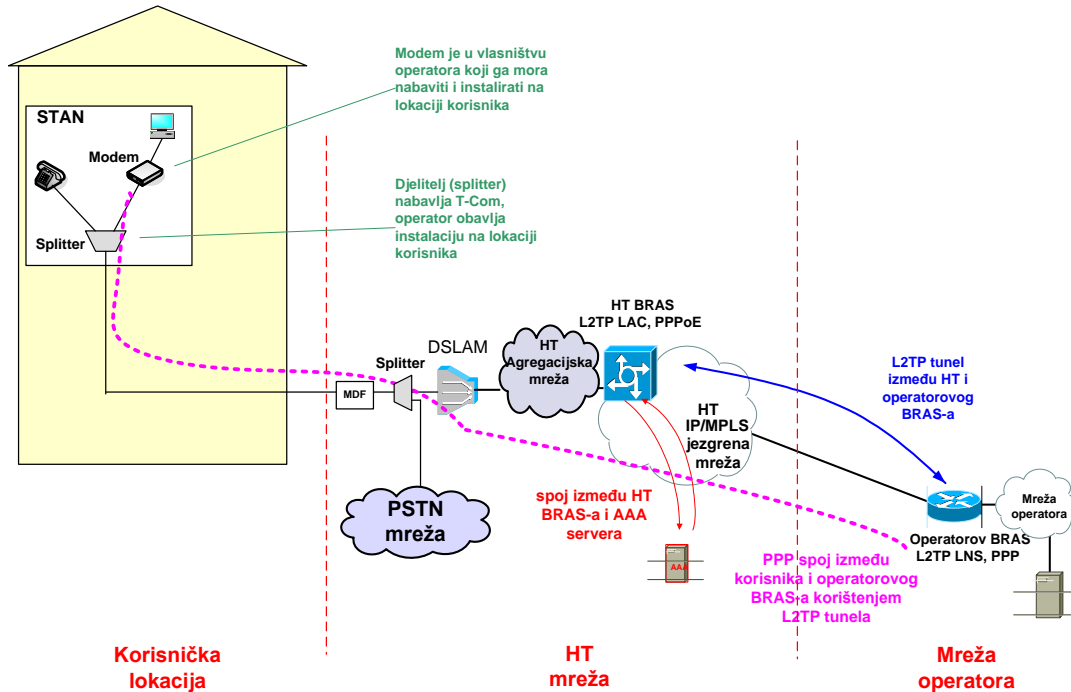 Modem je u vlasništvu
operatora koji ga mora
nabaviti i instalirati na
lokaciji korisnika
STAN
Modem
Splitter
Djelitelj (splitter)
nabavlja T-Com,
operator obavlja
instalaciju na lokaciji
korisnika
HT BRAS
L2TP LAC, PPPoE
DSLAM
Splitter
MDF
HT
Agregacijska
mreža
HT
IP/MPLS
jezgrena
mreža
L2TP tunel
između HT i
operatorovog
BRAS-a
PSTN
mreža
spoj između HT
BRAS-a i AAA
servera
AAA
Mreža
operatora
Operatorov BRAS
L2TP LNS, PPP
PPP spoj između
korisnika i operatorovog
BRAS-a korištenjem
L2TP tunela
Korisnička
lokacija
HT
mreža
Mreža
operatora